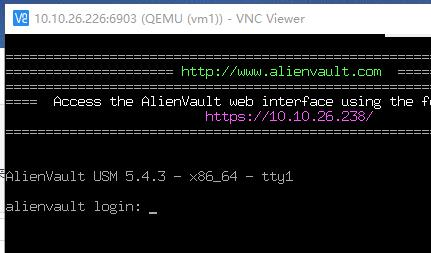 10.10.26.226:6903 (QEMU (vm1)) - VNC Viewer
==================== http://www.alienvault.com ==
==== Access the AlienVault web interface using the
https://10.10.26.238/
AlienVault USM 5.4.3 - x86_64 - tty1
alienvault login: _